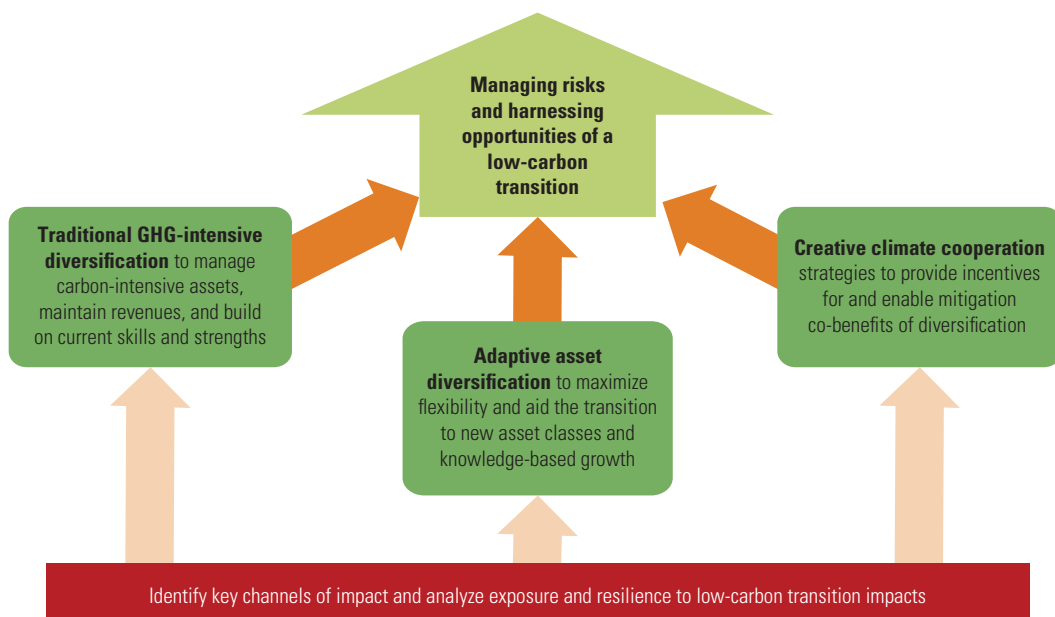 Managing risks
and harnessing
opportunities of a
low-carbon
transition
Traditional GHG-intensive
diversification to manage
carbon-intensive assets,
maintain revenues, and build
on current skills and strengths
Adaptive asset
diversification to maximize
flexibility and aid the transition
to new asset classes and
knowledge-based growth
Creative climate cooperation
strategies to provide incentives
for and enable mitigation
co-benefits of diversification
Identify key channels of impact and analyze exposure and resilience to low-carbon transition impacts